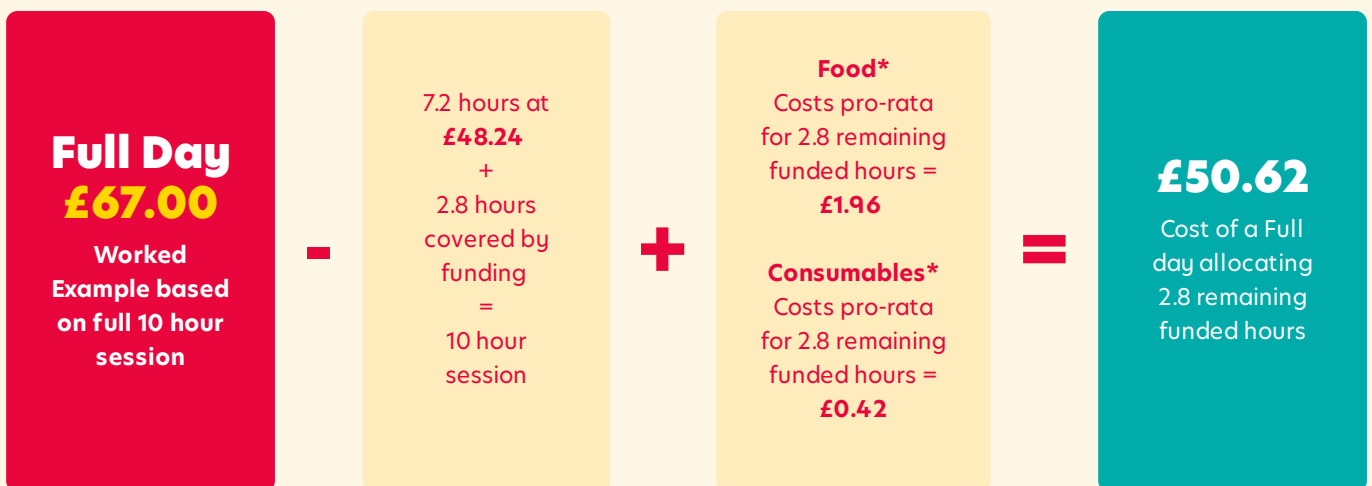 Full Day
£67.00
Worked
Example based
on full 10 hour
session
-
7.2 hours at
£48.24
+
2.8 hours
covered by
funding
=
10 hour
session
+
Food*
Costs pro-rata
for 2.8 remaining
funded hours =
£1.96
Consumables*
Costs pro-rata
for 2.8 remaining
funded hours =
£0.42
=
£50.62
Cost of a Full
day allocating
2.8 remaining
funded hours